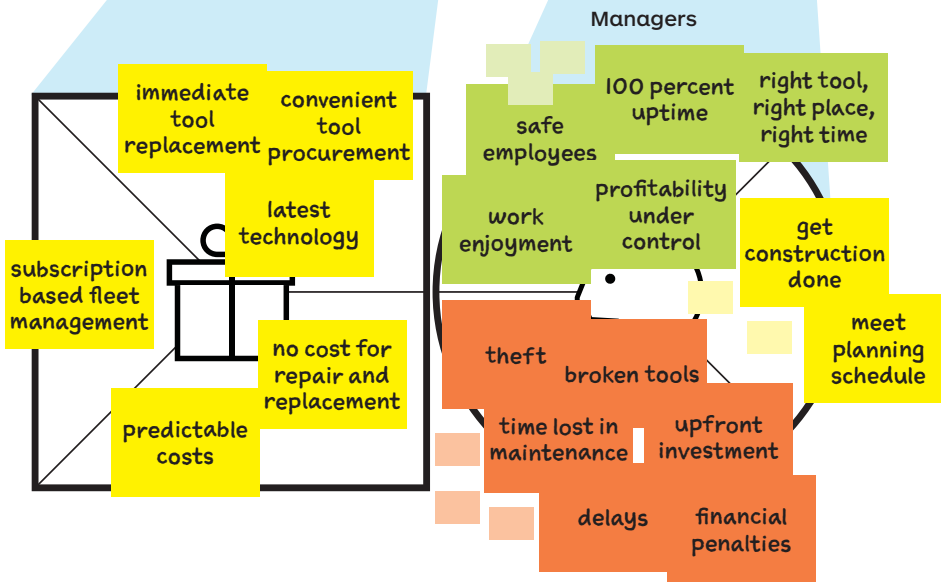 Managers
immediate
tool
replacement
convenient
tool
procurement
latest
technology
subscription
based fleet
management
no cost for
repair and
replacement
predictable
costs
safe
employees
100 percent
uptime
right tool,
right place,
right time
work
enjoyment
profitability
under
control
get
construction
done
meet
planning
schedule
theft
broken tools
time lost in
maintenance
upfront
investment
delays
financial
penalties